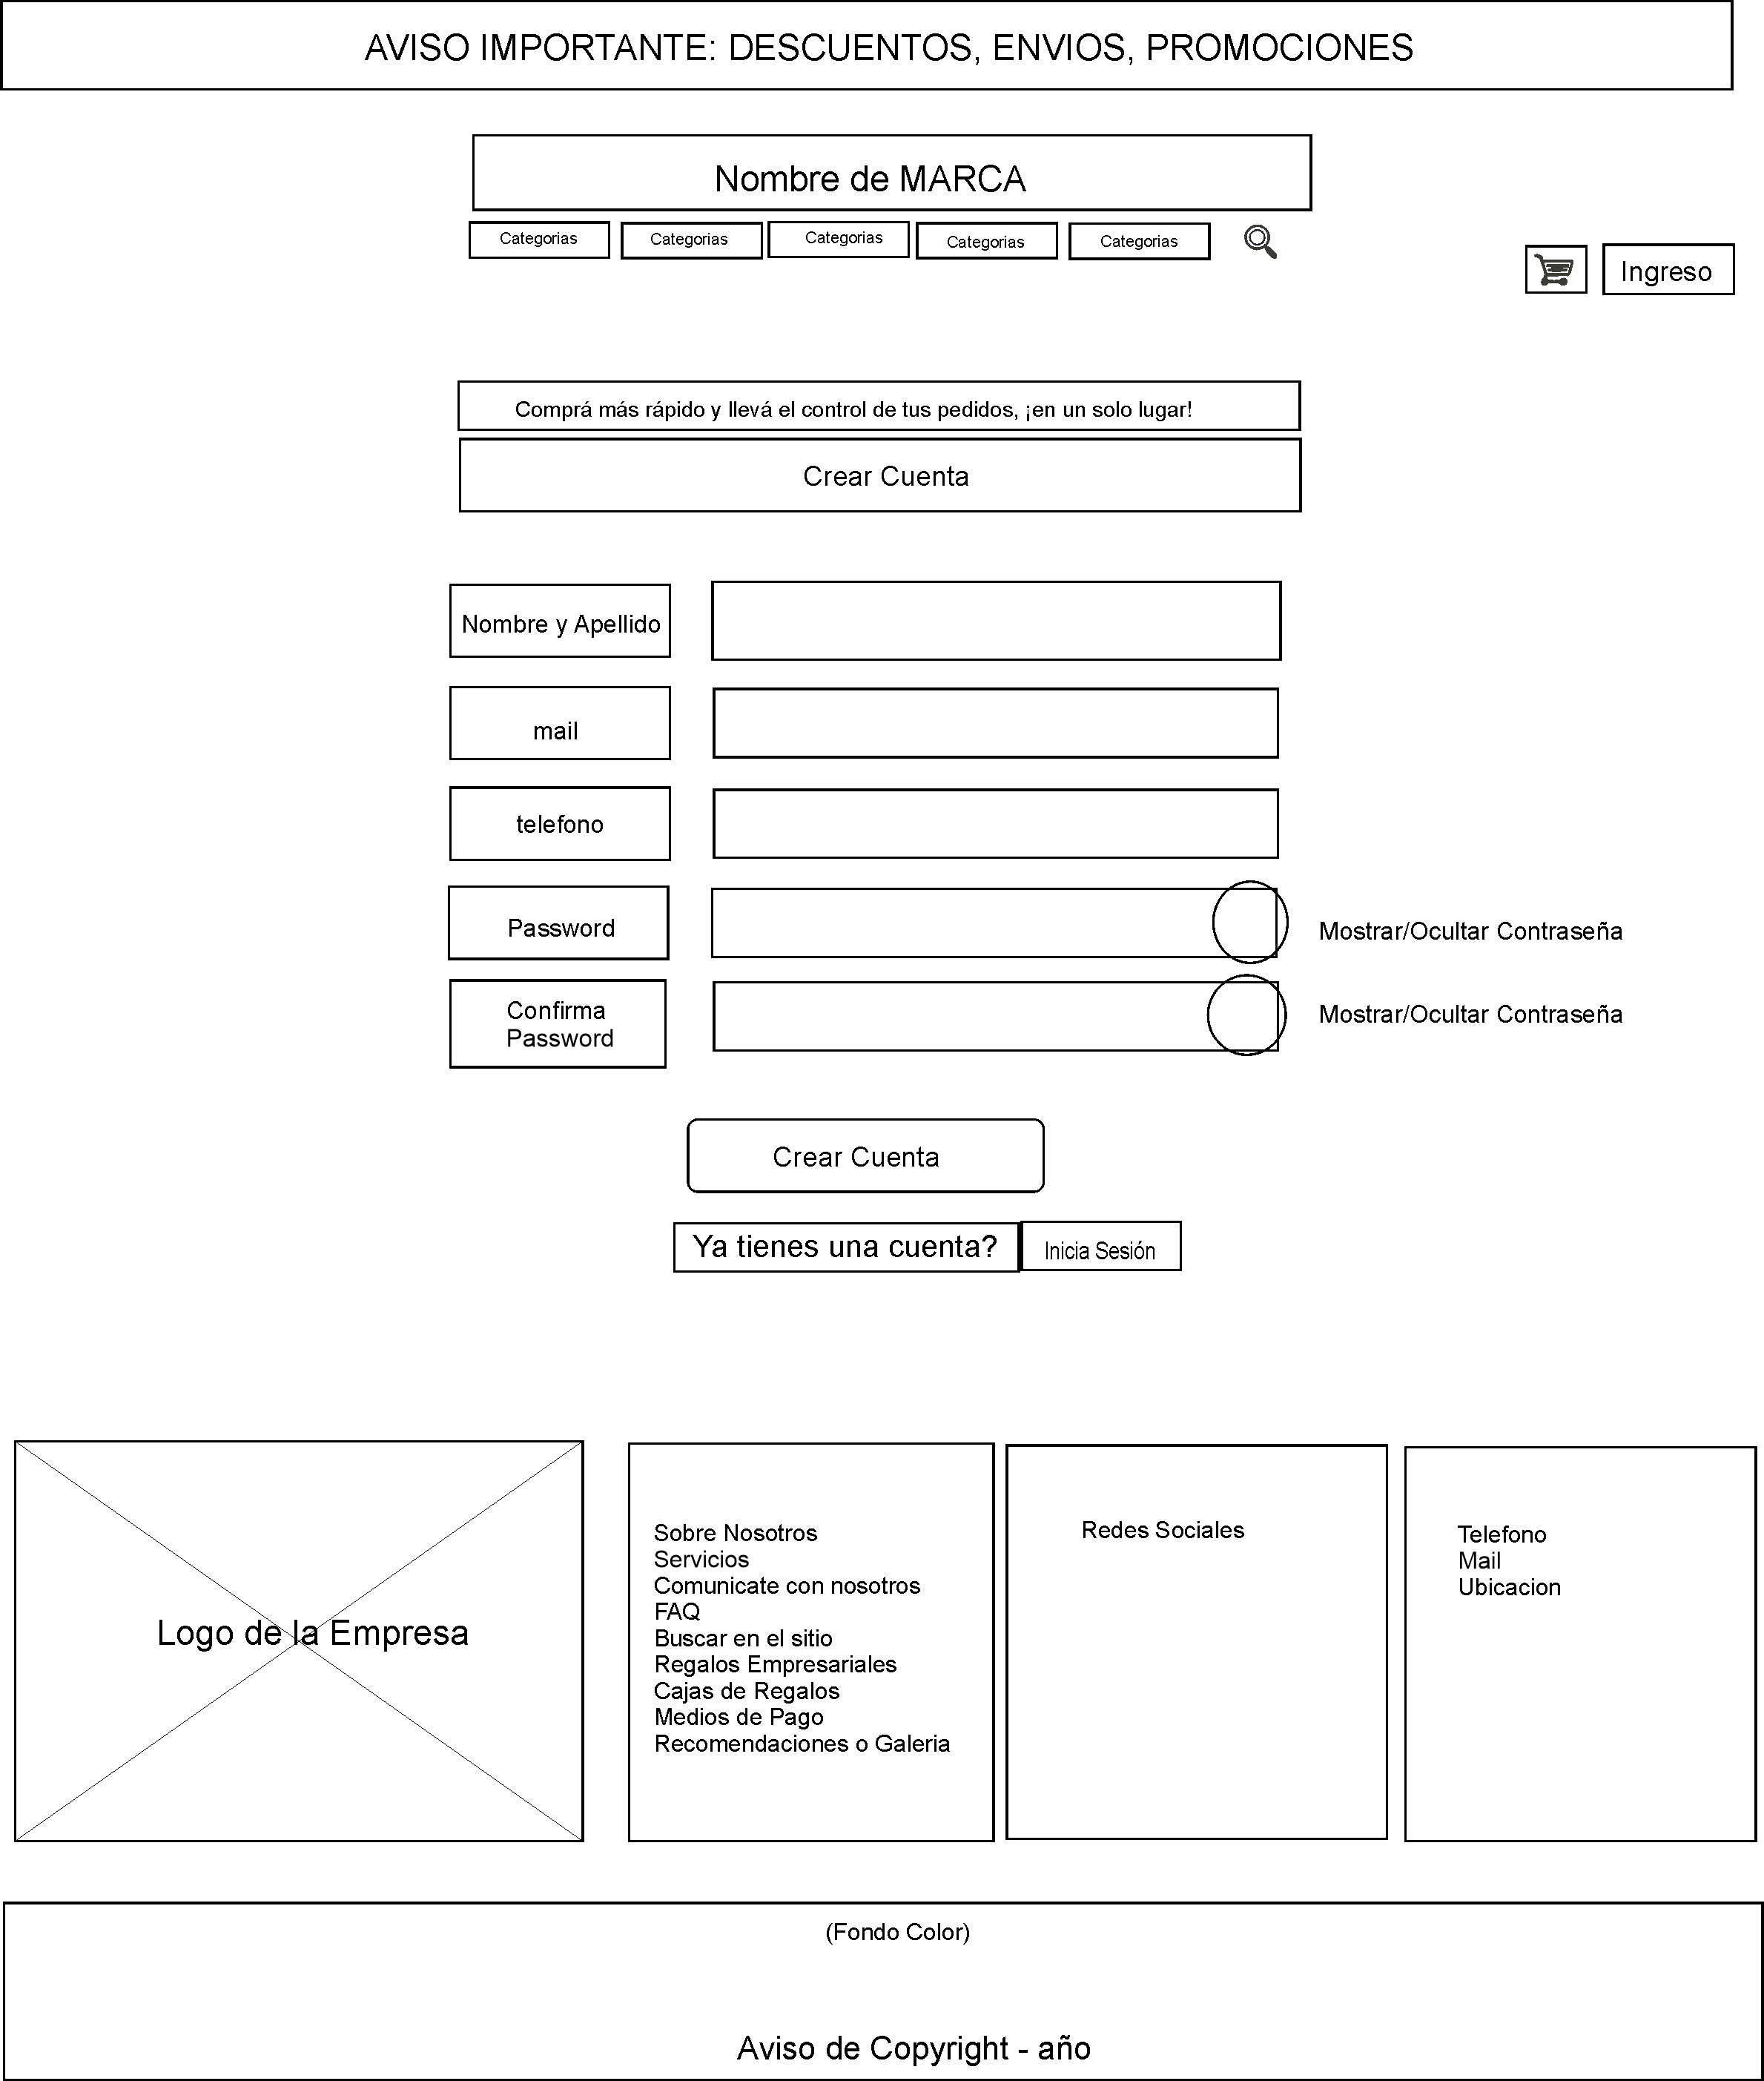 AVISO IMPORTANTE: DESCUENTOS, ENVIOS, PROMOCIONES
Nombre de MARCA
Categorias
Categorias
Categorias
Categorias
Categorias
Ingreso
Comprá más rápido y llevá el control de tus pedidos, ¡en un solo lugar!
Crear Cuenta
Nombre y Apellido
mail
telefono
Password
Mostrar/Ocultar Contraseña
Confirma
Password
Mostrar/Ocultar Contraseña
Crear Cuenta
Ya tienes una cuenta?
Inicia Sesión
Logo de la Empresa
Sobre Nosotros
Servicios
Comunicate con nosotros
FAQ
Buscar en el sitio
Regalos Empresariales
Cajas de Regalos
Medios de Pago
Recomendaciones o Galeria
Redes Sociales
Telefono
Mail
Ubicacion
(Fondo Color)
Aviso de Copyright - año